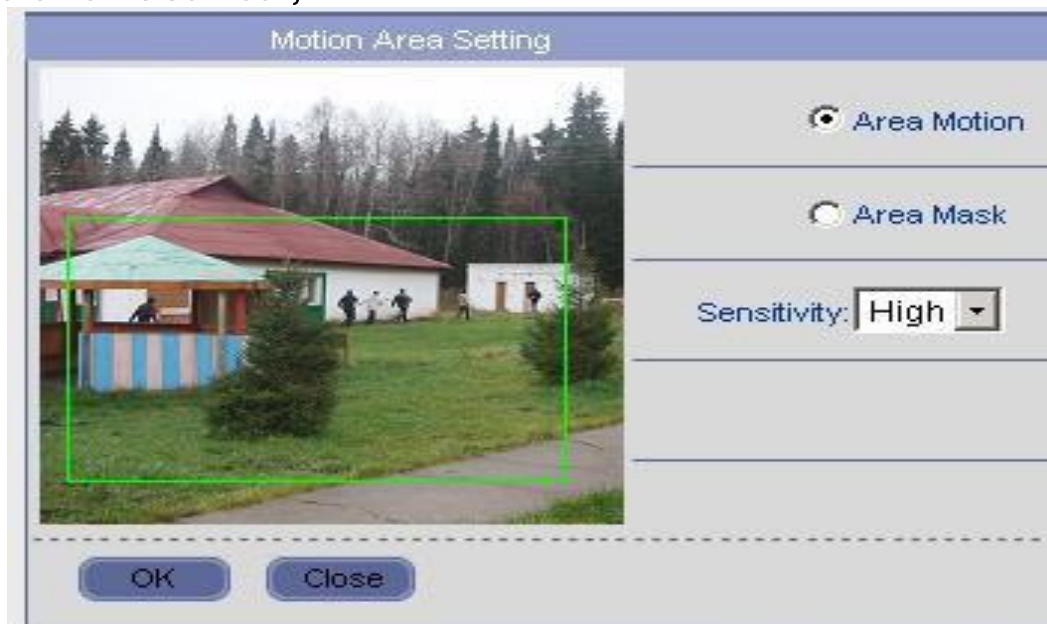 Motion Area Setting
Area Motion
Area Mask
Sensitivity: High
OK Close